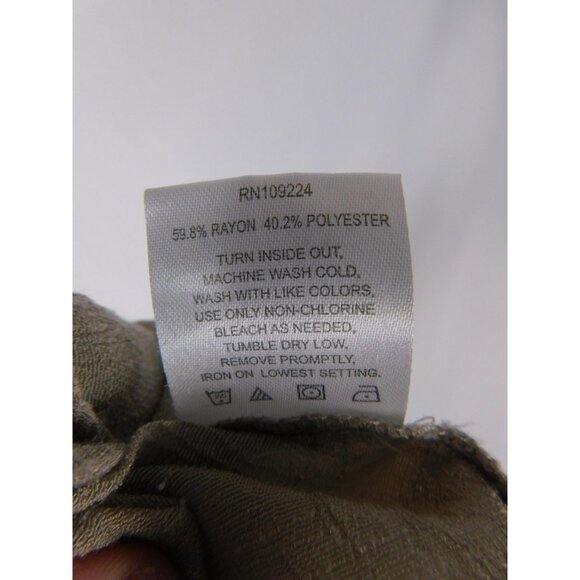 RN109224
59.8% RAYON 40.2% POLYESTER
TURN INSIDE OUT,
MACHINE WASH COLD,
WASH WITH LIKE COLORS,
USE ONLY NON-CHLORINE
BLEACH AS NEEDED,
TUMBLE DRY LOW,
REMOVE PROMPTLY,
IRON ON LOWEST SETTING.